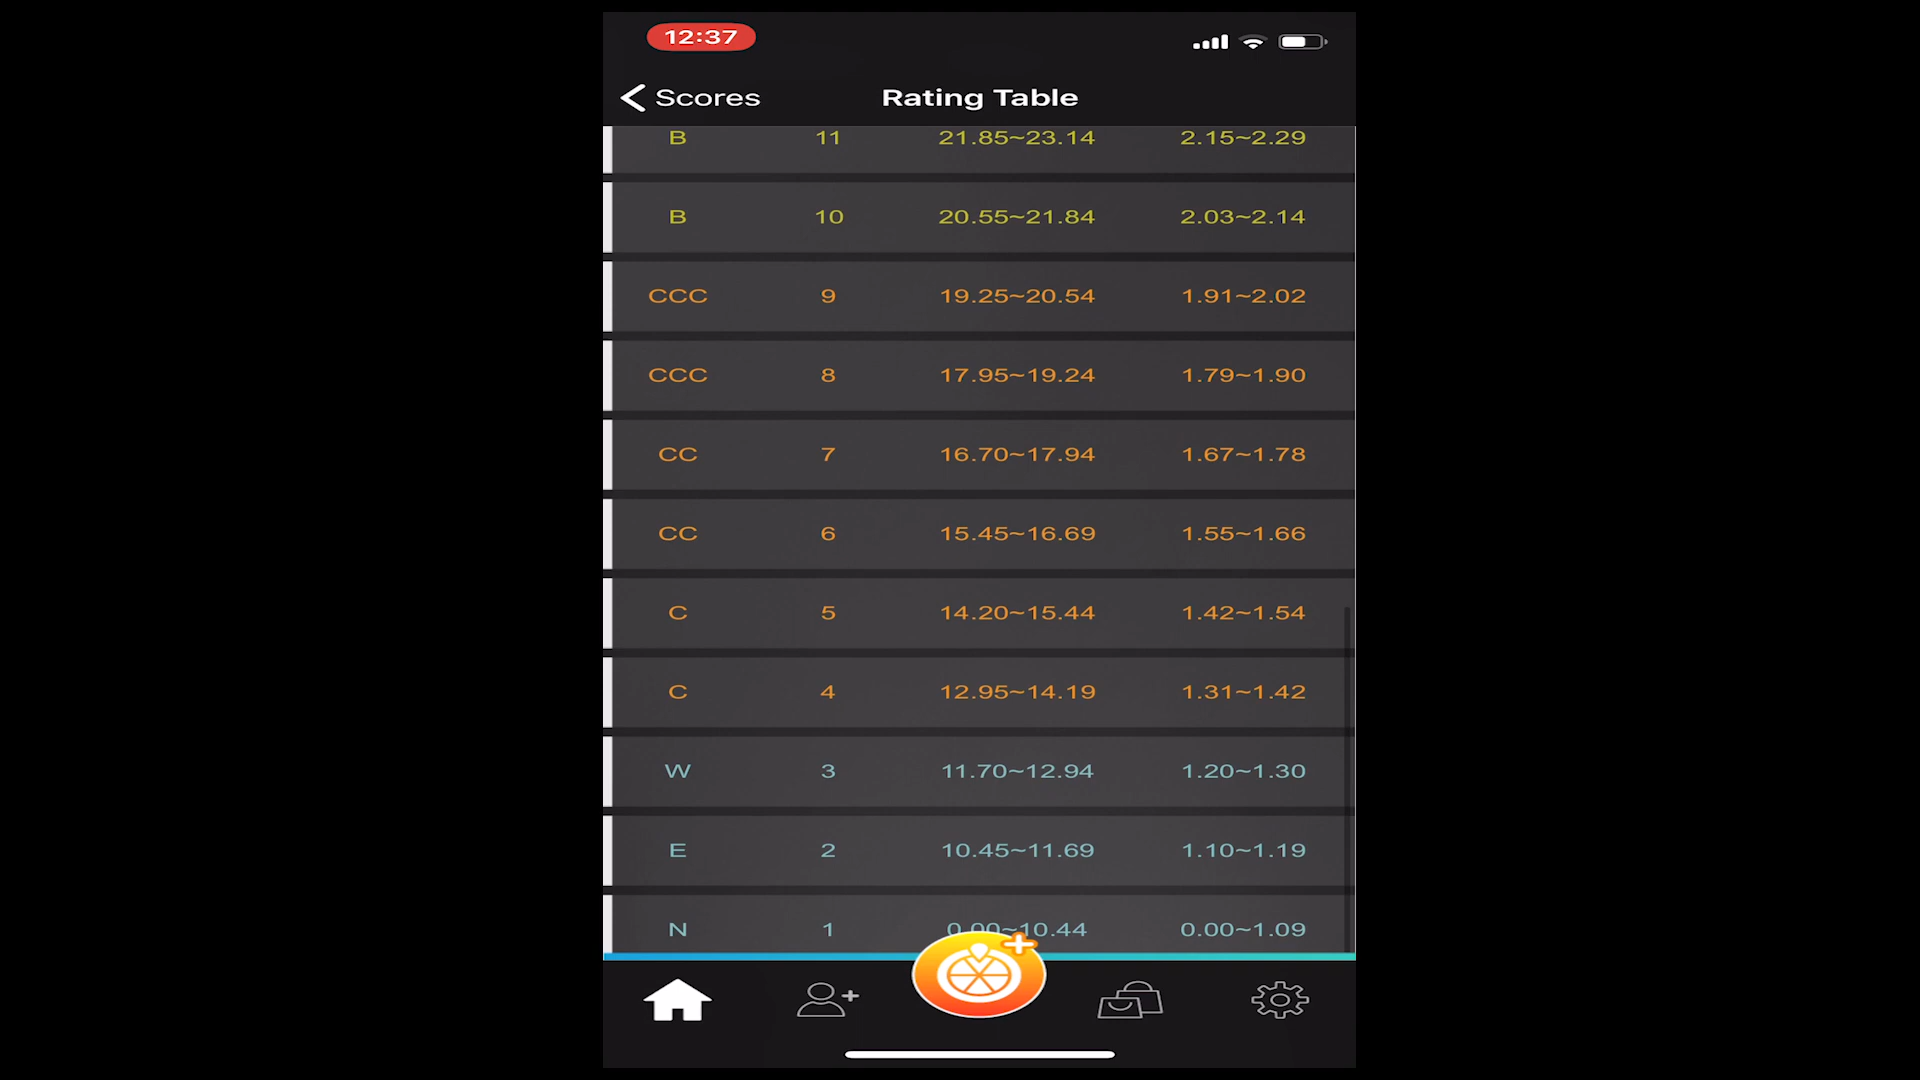 12:37
Scores Rating Table
B 11 21.85~23.14 2.15~2.29
B 10 20.55~21.84 2.03~2.14
CCC 9 19.25~20.54 1.91~2.02
CCC 8 17.95~19.24 1.79~1.90
CC 7 16.70~17.94 1.67~1.78
CC 6 15.45~16.69 1.55~1.66
C 5 14.20~15.44 1.42~1.54
C 4 12.95~14.19 1.31~1.42
W 3 11.70~12.94 1.20~1.30
E 2 10.45~11.69 1.10~1.19
N 1 0.00~10.44 0.00~1.09